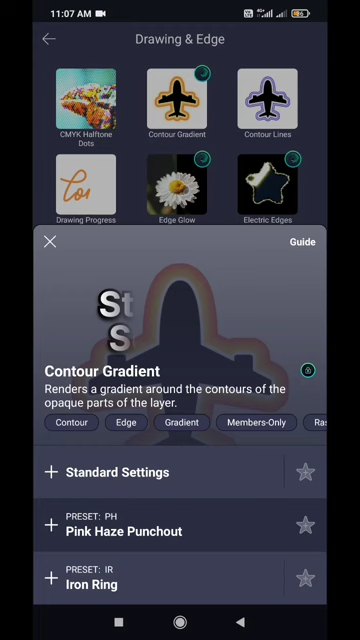 11:07 AM
Drawing & Edge
CMYK Halftone
Dots
Contour Gradient
Contour Lines
Drawing Progress
Edge Glow
Electric Edges
Guide
St
S
Contour Gradient
Renders a gradient around the contours of the
opaque parts of the layer.
Contour
Edge
Gradient
Members-Only
Ras
Standard Settings
PRESET: PH
Pink Haze Punchout
PRESET: IR
Iron Ring